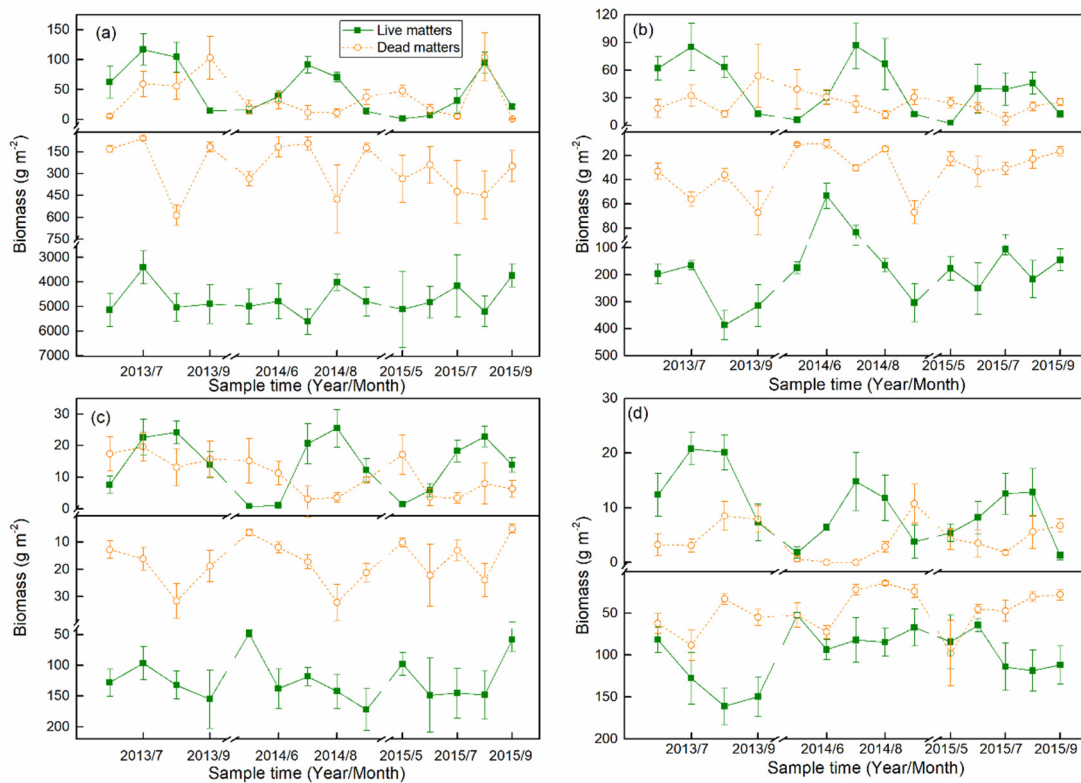 (a)
Live matters
Dead matters
150
100
50
0
150
300
450
600
750
3000
4000
5000
6000
7000
Biomass (g m-2)
2013/7 2013/9 2014/6 2014/8 2015/5 2015/7 2015/9
Sample time (Year/Month)
(b)
120
90
60
30
0
20
40
60
80
100
200
300
400
500
Biomass (g m-2)
2013/7 2013/9 2014/6 2014/8 2015/5 2015/7 2015/9
Sample time (Year/Month)
(c)
30
20
10
0
10
20
30
50
100
150
200
Biomass (g m-2)
2013/7 2013/9 2014/6 2014/8 2015/5 2015/7 2015/9
Sample time (Year/Month)
(d)
30
20
10
0
50
100
150
200
Biomass (g m-2)
2013/7 2013/9 2014/6 2014/8 2015/5 2015/7 2015/9
Sample time (Year/Month)